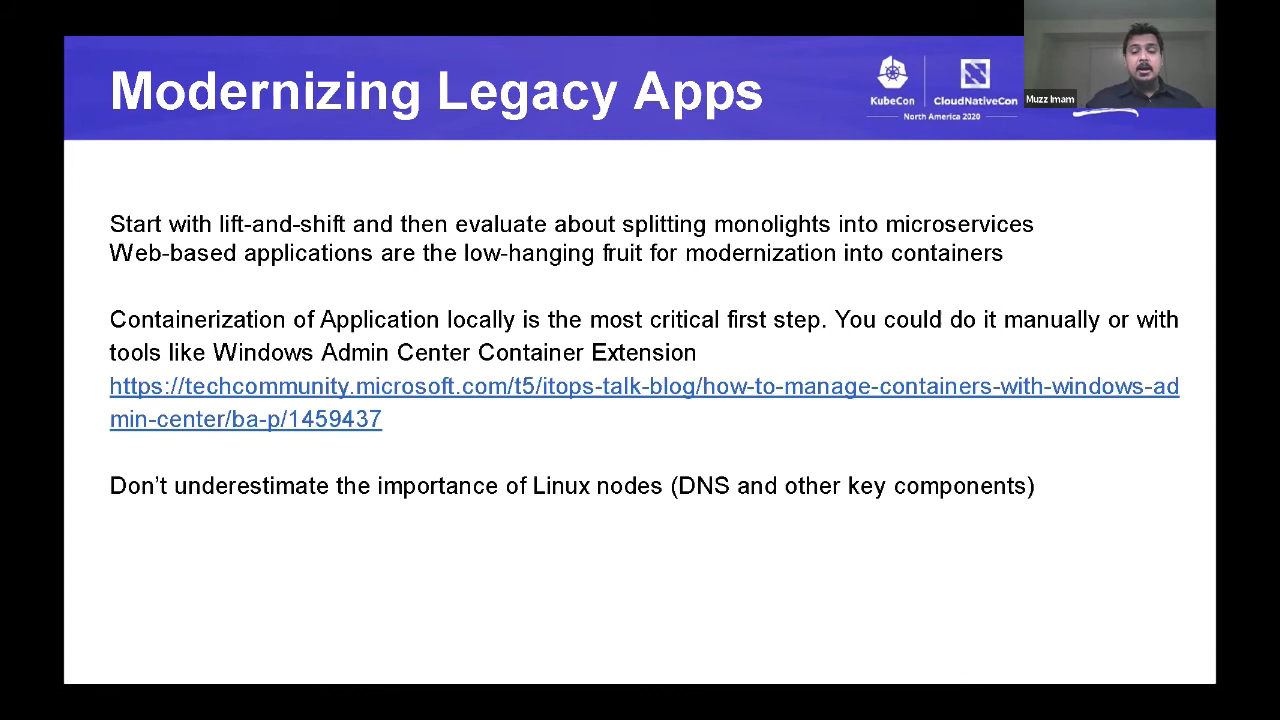 Modernizing Legacy Apps
KubeCon
CloudNativeCon
North America 2020
Muzz Imam
Start with lift-and-shift and then evaluate about splitting monolights into microservices
Web-based applications are the low-hanging fruit for modernization into containers
Containerization of Application locally is the most critical first step. You could do it manually or with
tools like Windows Admin Center Container Extension
https://techcommunity.microsoft.com/t5/itops-talk-blog/how-to-manage-containers-with-windows-ad
min-center/ba-p/1459437
Don’t underestimate the importance of Linux nodes (DNS and other key components)